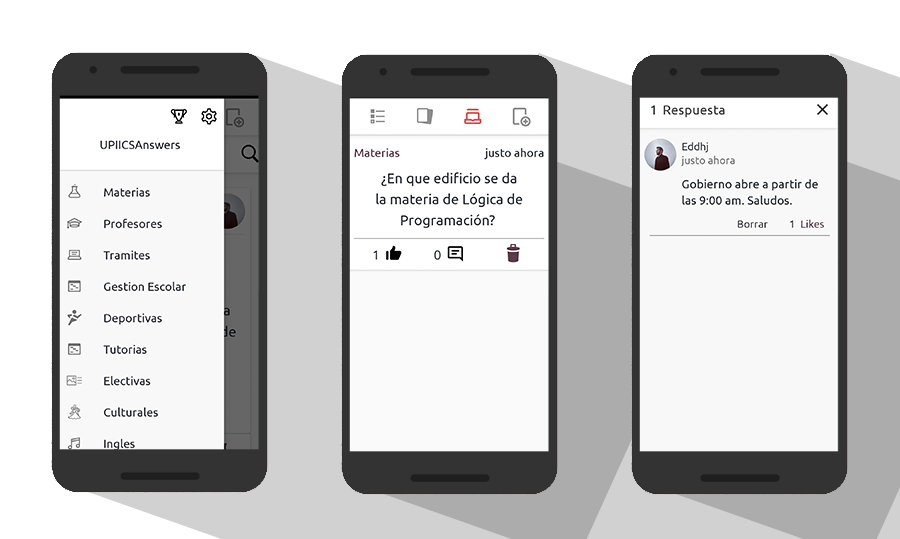 UPIICSAnswers
Materias
Profesores
Tramites
Gestion Escolar
Deportivas
Tutorias
Electivas
Culturales
Ingles
a
de
Materias justo ahora
¿En que edificio se da
la materia de Lógica de
Programación?
1 0
1 Respuesta
Eddhj
justo ahora
Gobierno abre a partir de
las 9:00 am. Saludos.
Borrar 1 Likes